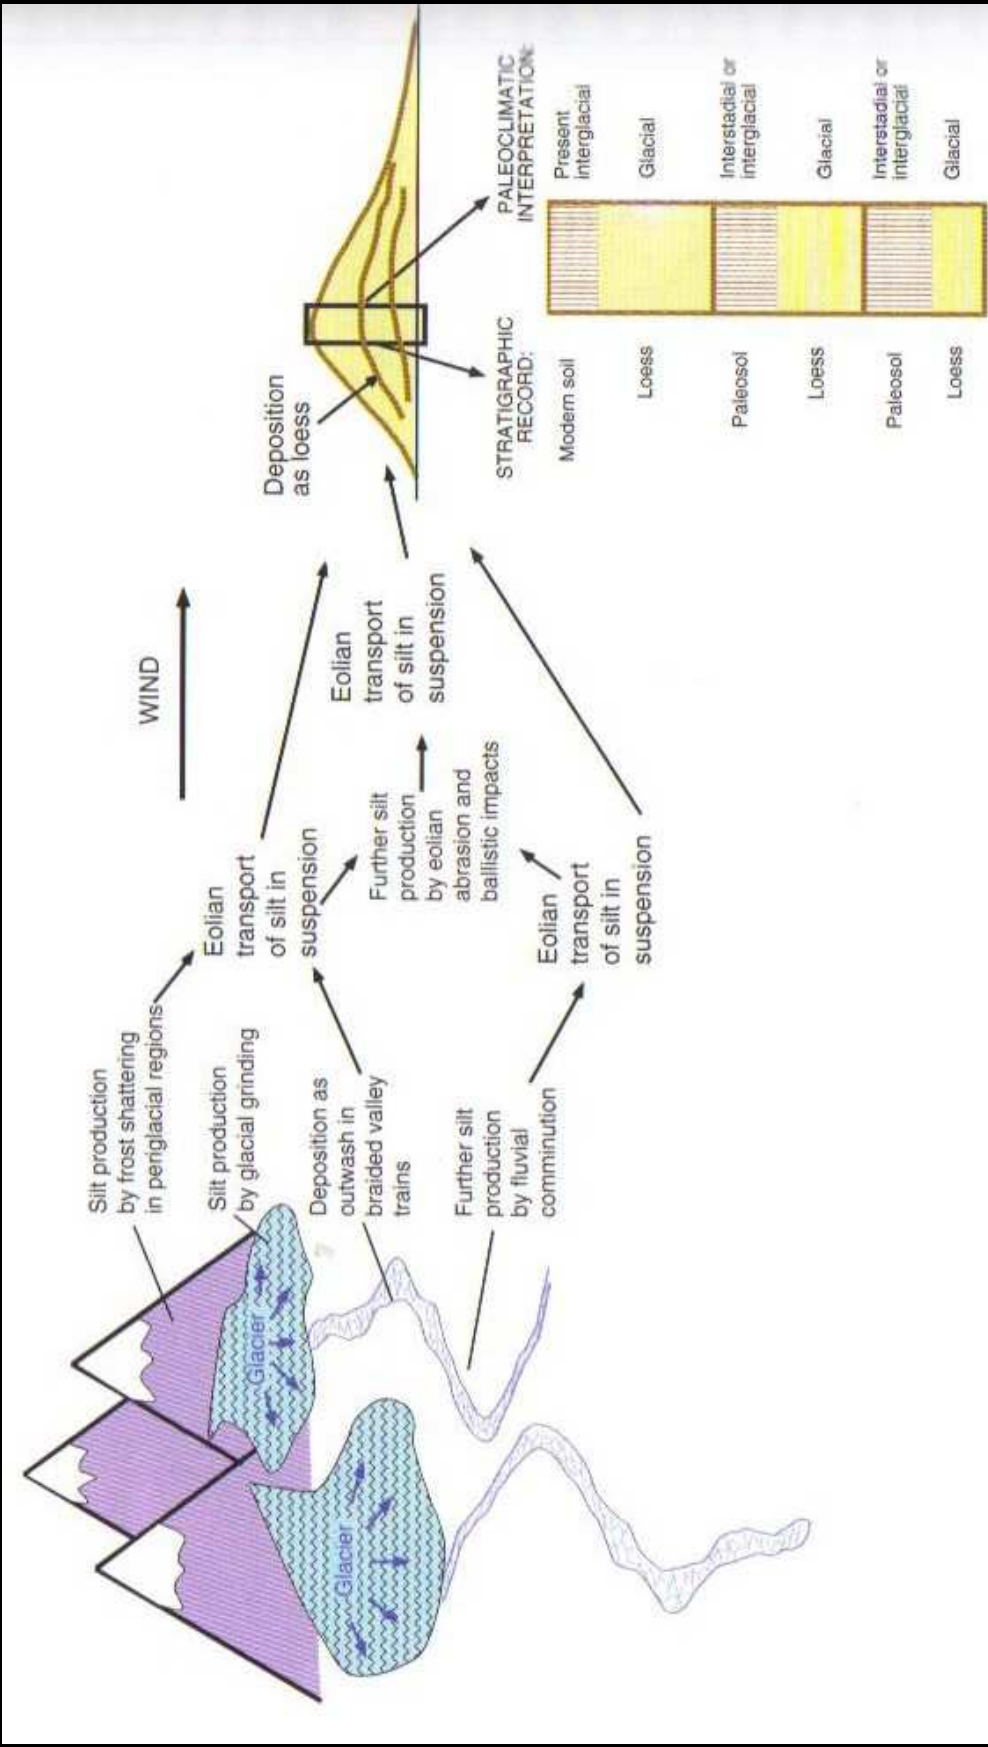 WIND
Silt production
by frost shattering
in periglacial regions
Silt production
by glacial grinding
Deposition as
outwash in
braided valley
trains
Further silt
production
by fluvial
comminution
Glacier
Glacier
Eolian
transport
of silt in
suspension
Further silt
production
by eolian
abrasion and
ballistic impacts
Eolian
transport
of silt in
suspension
Eolian
transport
of silt in
suspension
Deposition
as loess
STRATIGRAPHIC
RECORD:
Modern soil
Loess
Paleosol
Loess
Paleosol
Loess
PALEOCLIMATIC
INTERPRETATION:
Present
interglacial
Glacial
Interstadial or
interglacial
Glacial
Interstadial or
interglacial
Glacial